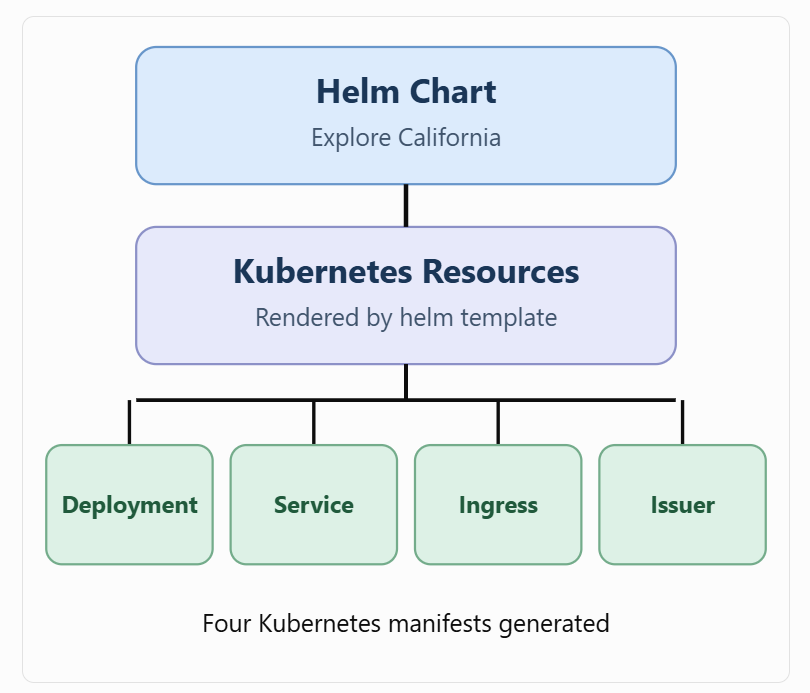 Helm Chart
Explore California
Kubernetes Resources
Rendered by helm template
Deployment
Service
Ingress
Issuer
Four Kubernetes manifests generated